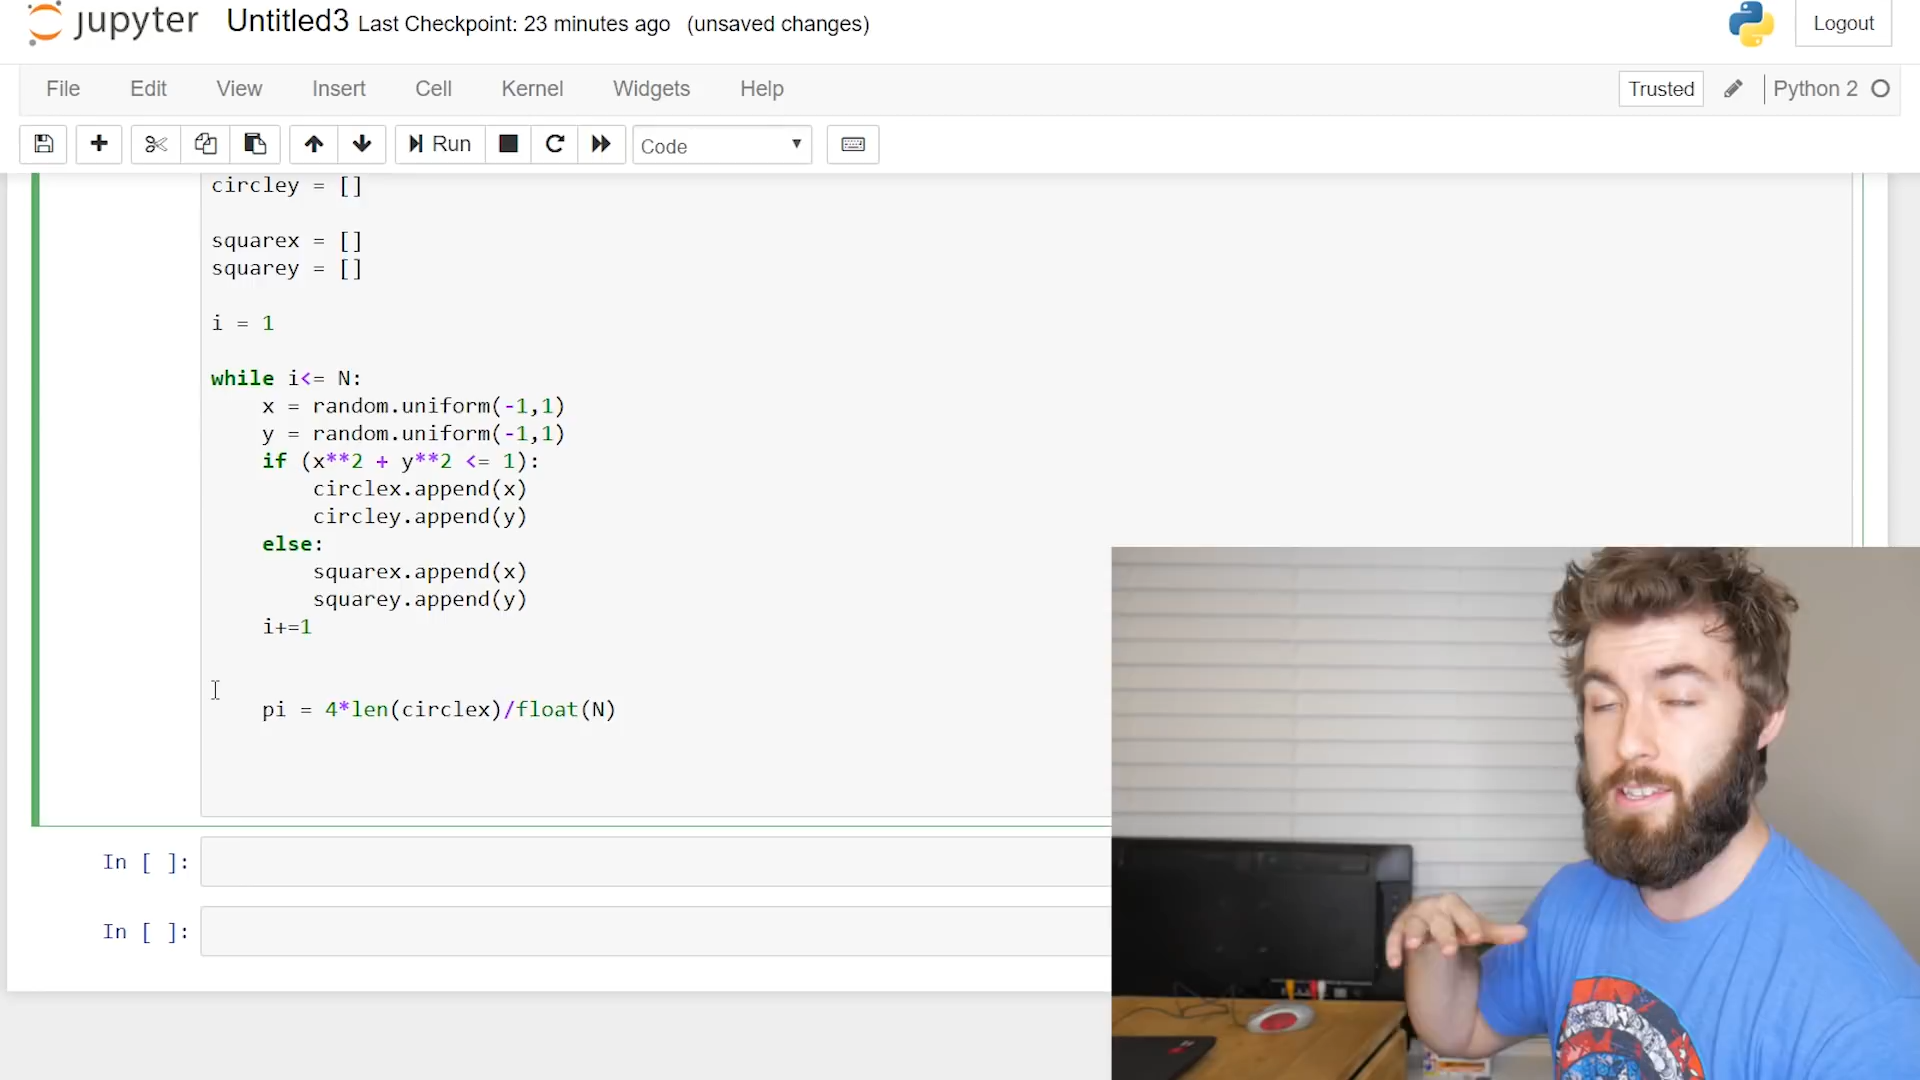 jupyter Untitled3 Last Checkpoint: 23 minutes ago (unsaved changes) Logout
File Edit View Insert Cell Kernel Widgets Help Trusted Python 2
Run Code
circley = []
squarex = []
squarey = []
i = 1
while i<= N:
x = random.uniform(-1,1)
y = random.uniform(-1,1)
if (x**2 + y**2 <= 1):
circlex.append(x)
circley.append(y)
else:
squarex.append(x)
squarey.append(y)
i+=1
pi = 4*len(circlex)/float(N)
In [ ]:
In [ ]: